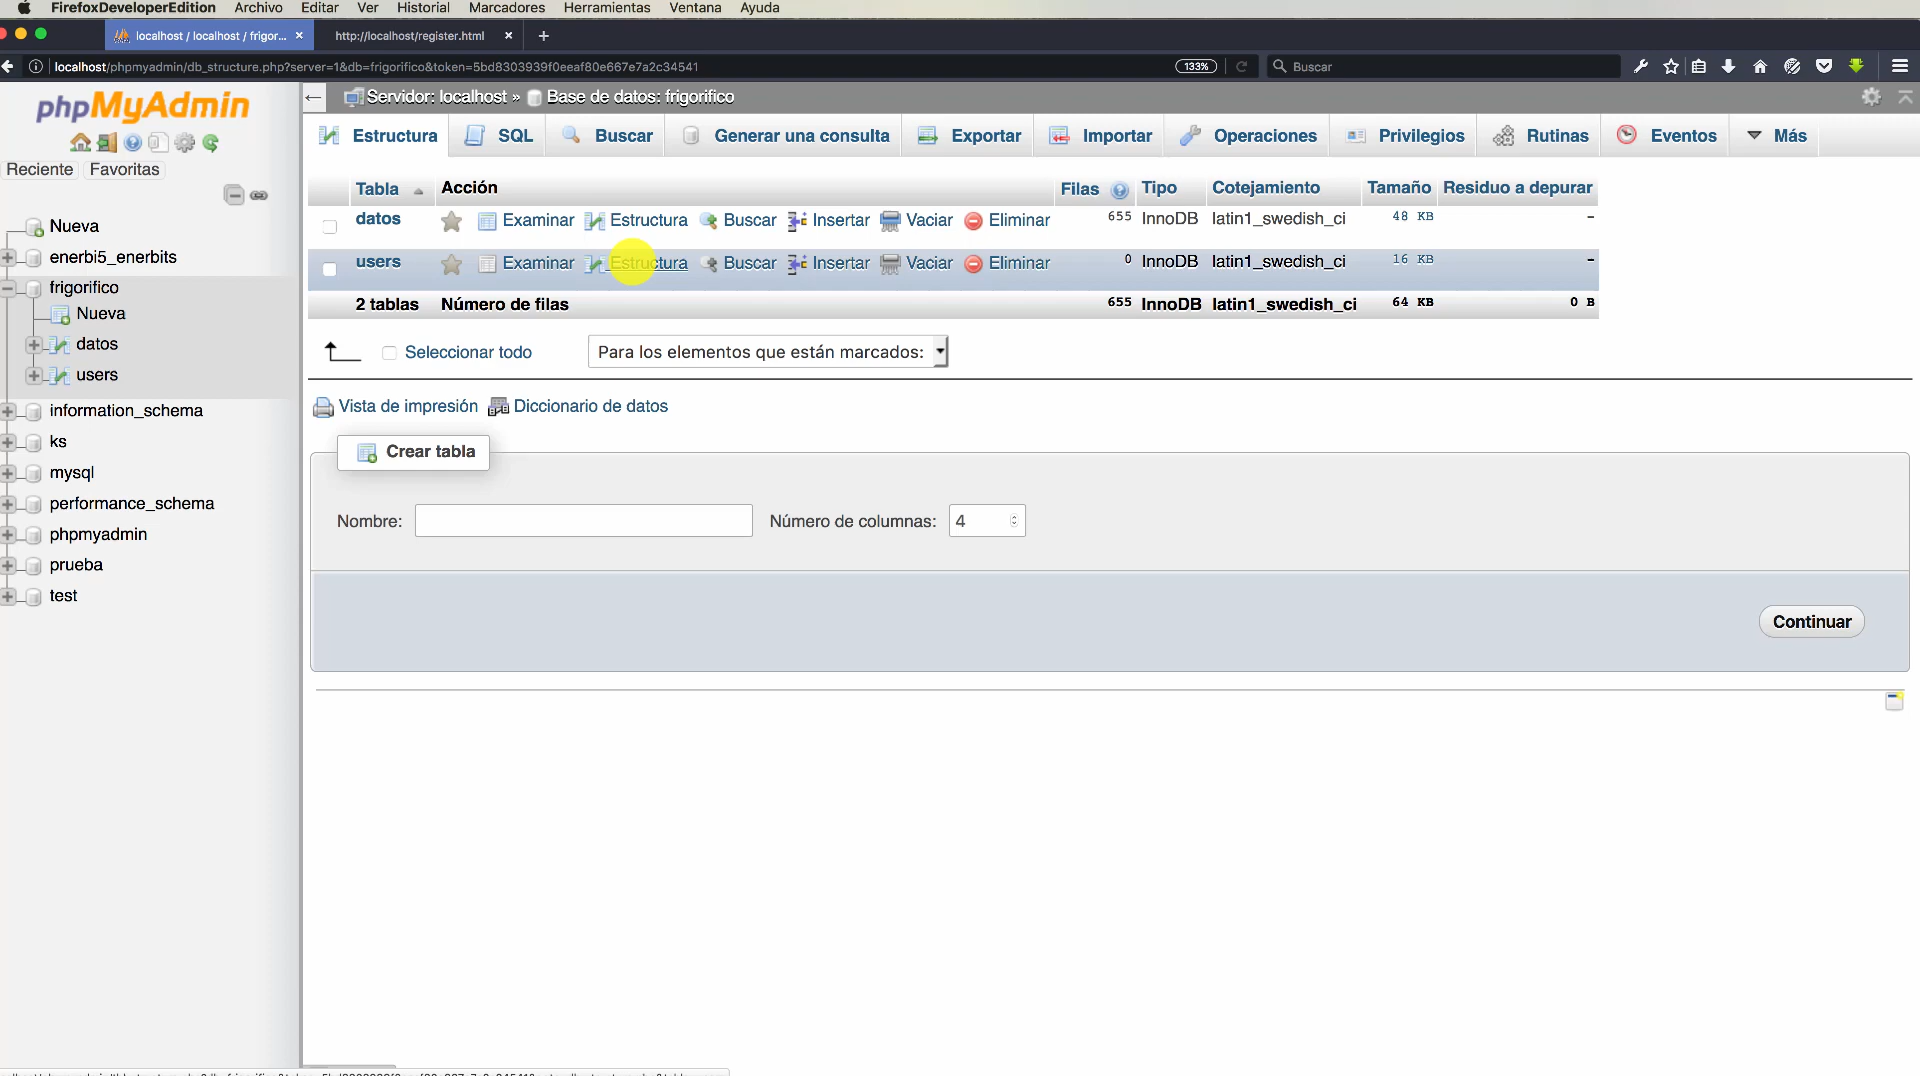 FirefoxDeveloperEdition Archivo Editar Ver Historial Marcadores Herramientas Ventana Ayuda
localhost / localhost / frigor... × http://localhost/register.html × +
localhost/phpmyadmin/db_structure.php?server=1&db=frigorifico&token=5bd8303939f0eeaf80e667e7a2c34541 133% Buscar
phpMyAdmin
Reciente Favoritas
Nueva
enerbi5_enerbits
frigorifico
Nueva
datos
users
information_schema
ks
mysql
performance_schema
phpmyadmin
prueba
test
Servidor: localhost » Base de datos: frigorifico
Estructura SQL Buscar Generar una consulta Exportar Importar Operaciones Privilegios Rutinas Eventos Más
Tabla Acción Filas Tipo Cotejamiento Tamaño Residuo a depurar
datos Examinar Estructura Buscar Insertar Vaciar Eliminar 655 InnoDB latin1_swedish_ci 48 KB -
users Examinar Estructura Buscar Insertar Vaciar Eliminar 0 InnoDB latin1_swedish_ci 16 KB -
2 tablas Número de filas 655 InnoDB latin1_swedish_ci 64 KB 0 B
Seleccionar todo Para los elementos que están marcados:
Vista de impresión Diccionario de datos
Crear tabla
Nombre: Número de columnas: 4
Continuar